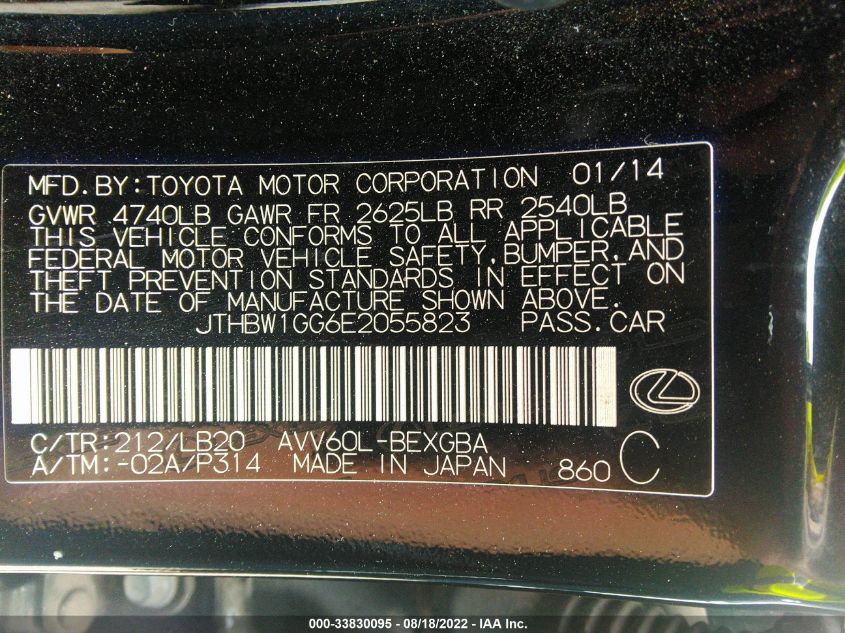 MFD.BY:TOYOTA MOTOR CORPORATION 01/14
GVWR 4740LB GAWR FR 2625LB RR 2540LB
THIS VEHICLE CONFORMS TO ALL APPLICABLE
FEDERAL MOTOR VEHICLE SAFETY,BUMPER,AND
THEFT PREVENTION STANDARDS IN EFFECT ON
THE DATE OF MANUFACTURE SHOWN ABOVE.
JTHBW1GG6E2055823 PASS.CAR
C/TR:212/LB20 AVV60L-BEXGBA
A/TM:-02A/P314 MADE IN JAPAN 860 C
000-33830095 - 08/18/2022 - IAA Inc.